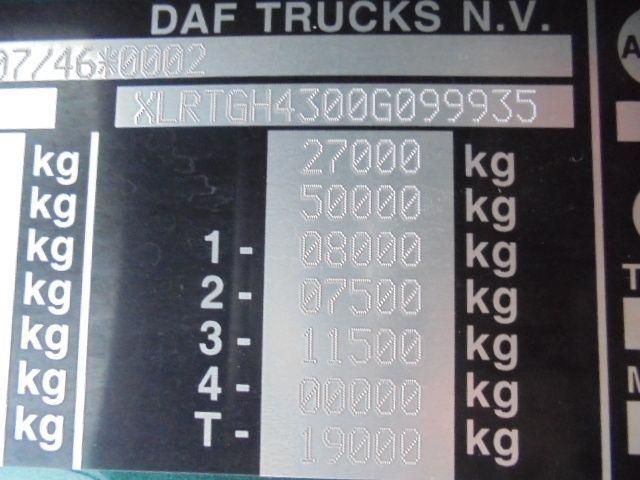 DAF TRUCKS N.V.
07/46*0002
XLRTGH4300G099935
kg 27000 kg
kg 50000 kg
kg 1 - 08000 kg
kg 2 - 07500 kg
kg 3 - 11500 kg
kg 4 - 00000 kg
kg T - 19000 kg